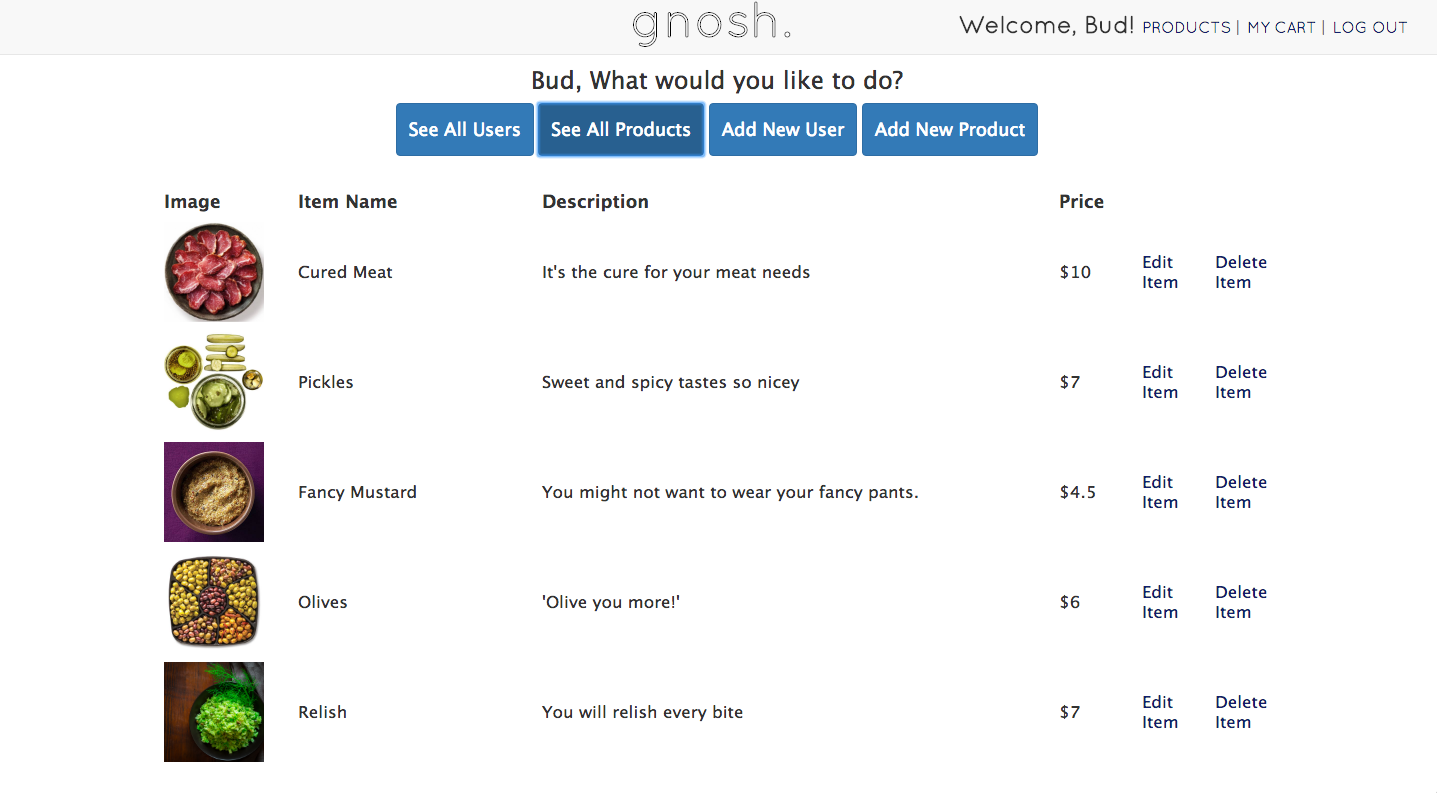 gnosh.
Welcome, Bud! PRODUCTS | MY CART | LOG OUT
Bud, What would you like to do?
See All Users See All Products Add New User Add New Product
Image Item Name Description Price
Cured Meat It's the cure for your meat needs $10 Edit Item Delete Item
Pickles Sweet and spicy tastes so nicey $7 Edit Item Delete Item
Fancy Mustard You might not want to wear your fancy pants. $4.5 Edit Item Delete Item
Olives 'Olive you more!' $6 Edit Item Delete Item
Relish You will relish every bite $7 Edit Item Delete Item